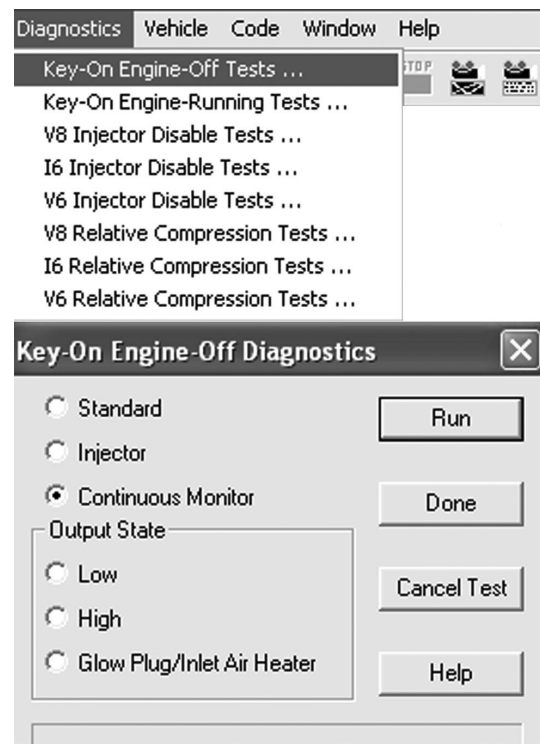 Diagnostics Vehicle Code Window Help
Key-On Engine-Off Tests ...
STOP
Key-On Engine-Running Tests ...
V8 Injector Disable Tests ...
I6 Injector Disable Tests ...
V6 Injector Disable Tests ...
V8 Relative Compression Tests ...
I6 Relative Compression Tests ...
V6 Relative Compression Tests ...
Key-On Engine-Off Diagnostics
Standard
Run
Injector
Continuous Monitor
Done
Output State
Low
Cancel Test
High
Glow Plug/Inlet Air Heater
Help